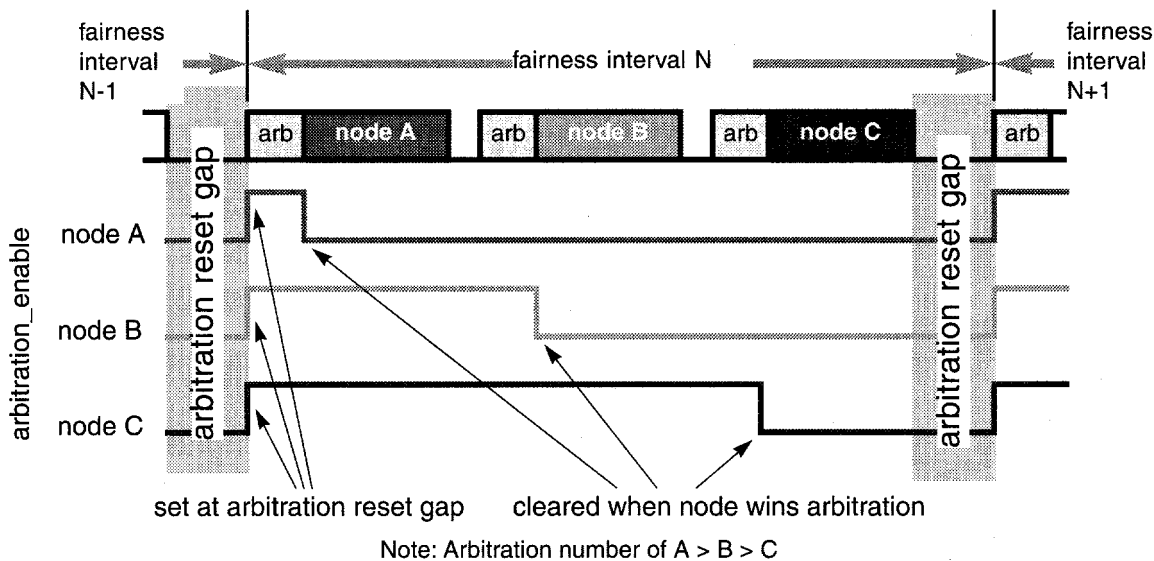 fairness
interval
N-1
fairness interval N
fairness
interval
N+1
arb
node A
arb
node B
arb
node C
arb
arbitration reset gap
arbitration reset gap
arbitration_enable
node A
node B
node C
set at arbitration reset gap
cleared when node wins arbitration
Note: Arbitration number of A > B > C